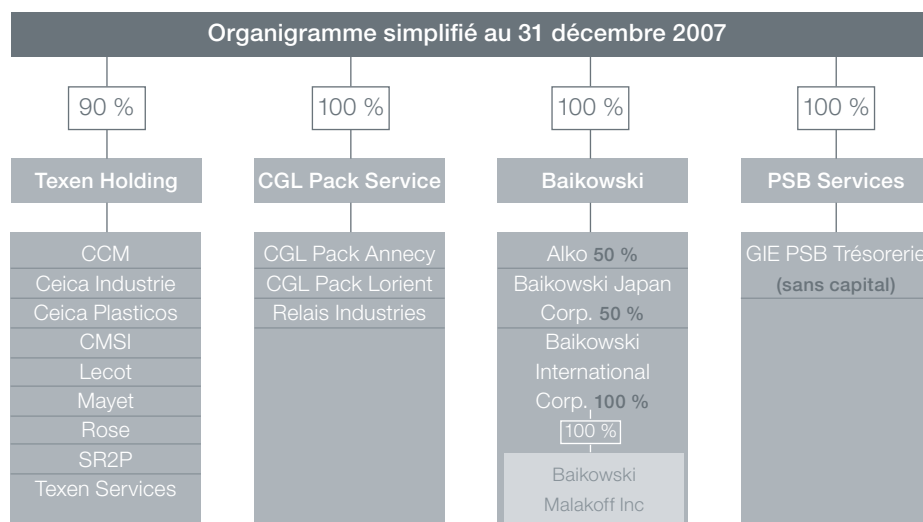 Organigramme simplifié au 31 décembre 2007
90 %
100 %
100 %
100 %
Texen Holding
CGL Pack Service
Baikowski
PSB Services
CCM
Ceica Industrie
Ceica Plasticos
CMSI
Lecot
Mayet
Rose
SR2P
Texen Services
CGL Pack Annecy
CGL Pack Lorient
Relais Industries
Alko 50 %
Baikowski Japan
Corp. 50 %
Baikowski
International
Corp. 100 %
100 %
Baikowski
Malakoff Inc
GIE PSB Trésorerie
(sans capital)